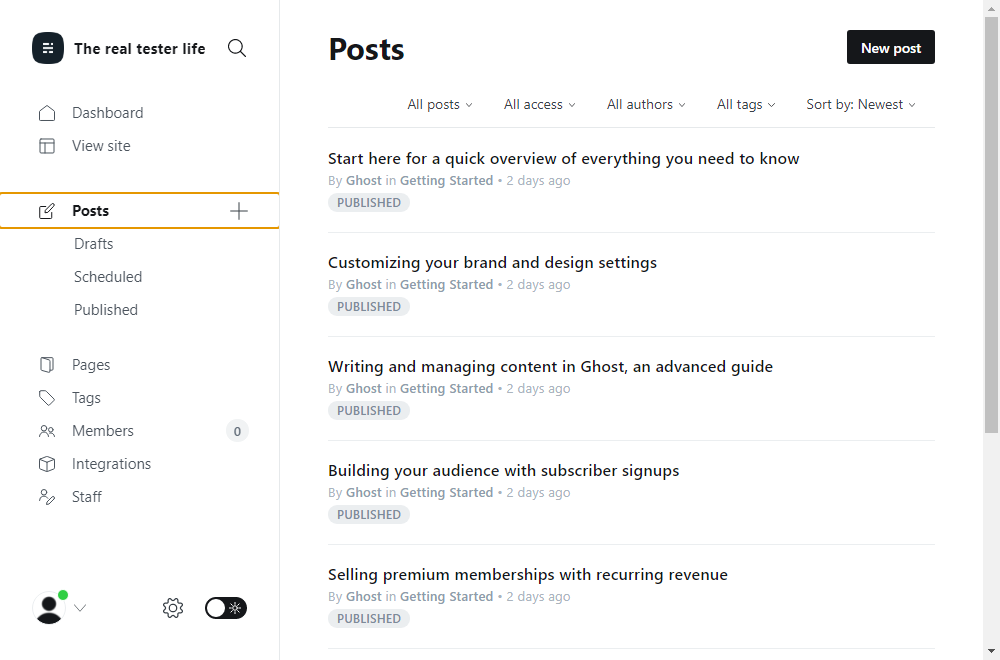 The real tester life
Dashboard
View site
Posts
Drafts
Scheduled
Published
Pages
Tags
Members 0
Integrations
Staff
Posts
New post
All posts All access All authors All tags Sort by: Newest
Start here for a quick overview of everything you need to know
By Ghost in Getting Started • 2 days ago
PUBLISHED
Customizing your brand and design settings
By Ghost in Getting Started • 2 days ago
PUBLISHED
Writing and managing content in Ghost, an advanced guide
By Ghost in Getting Started • 2 days ago
PUBLISHED
Building your audience with subscriber signups
By Ghost in Getting Started • 2 days ago
PUBLISHED
Selling premium memberships with recurring revenue
By Ghost in Getting Started • 2 days ago
PUBLISHED